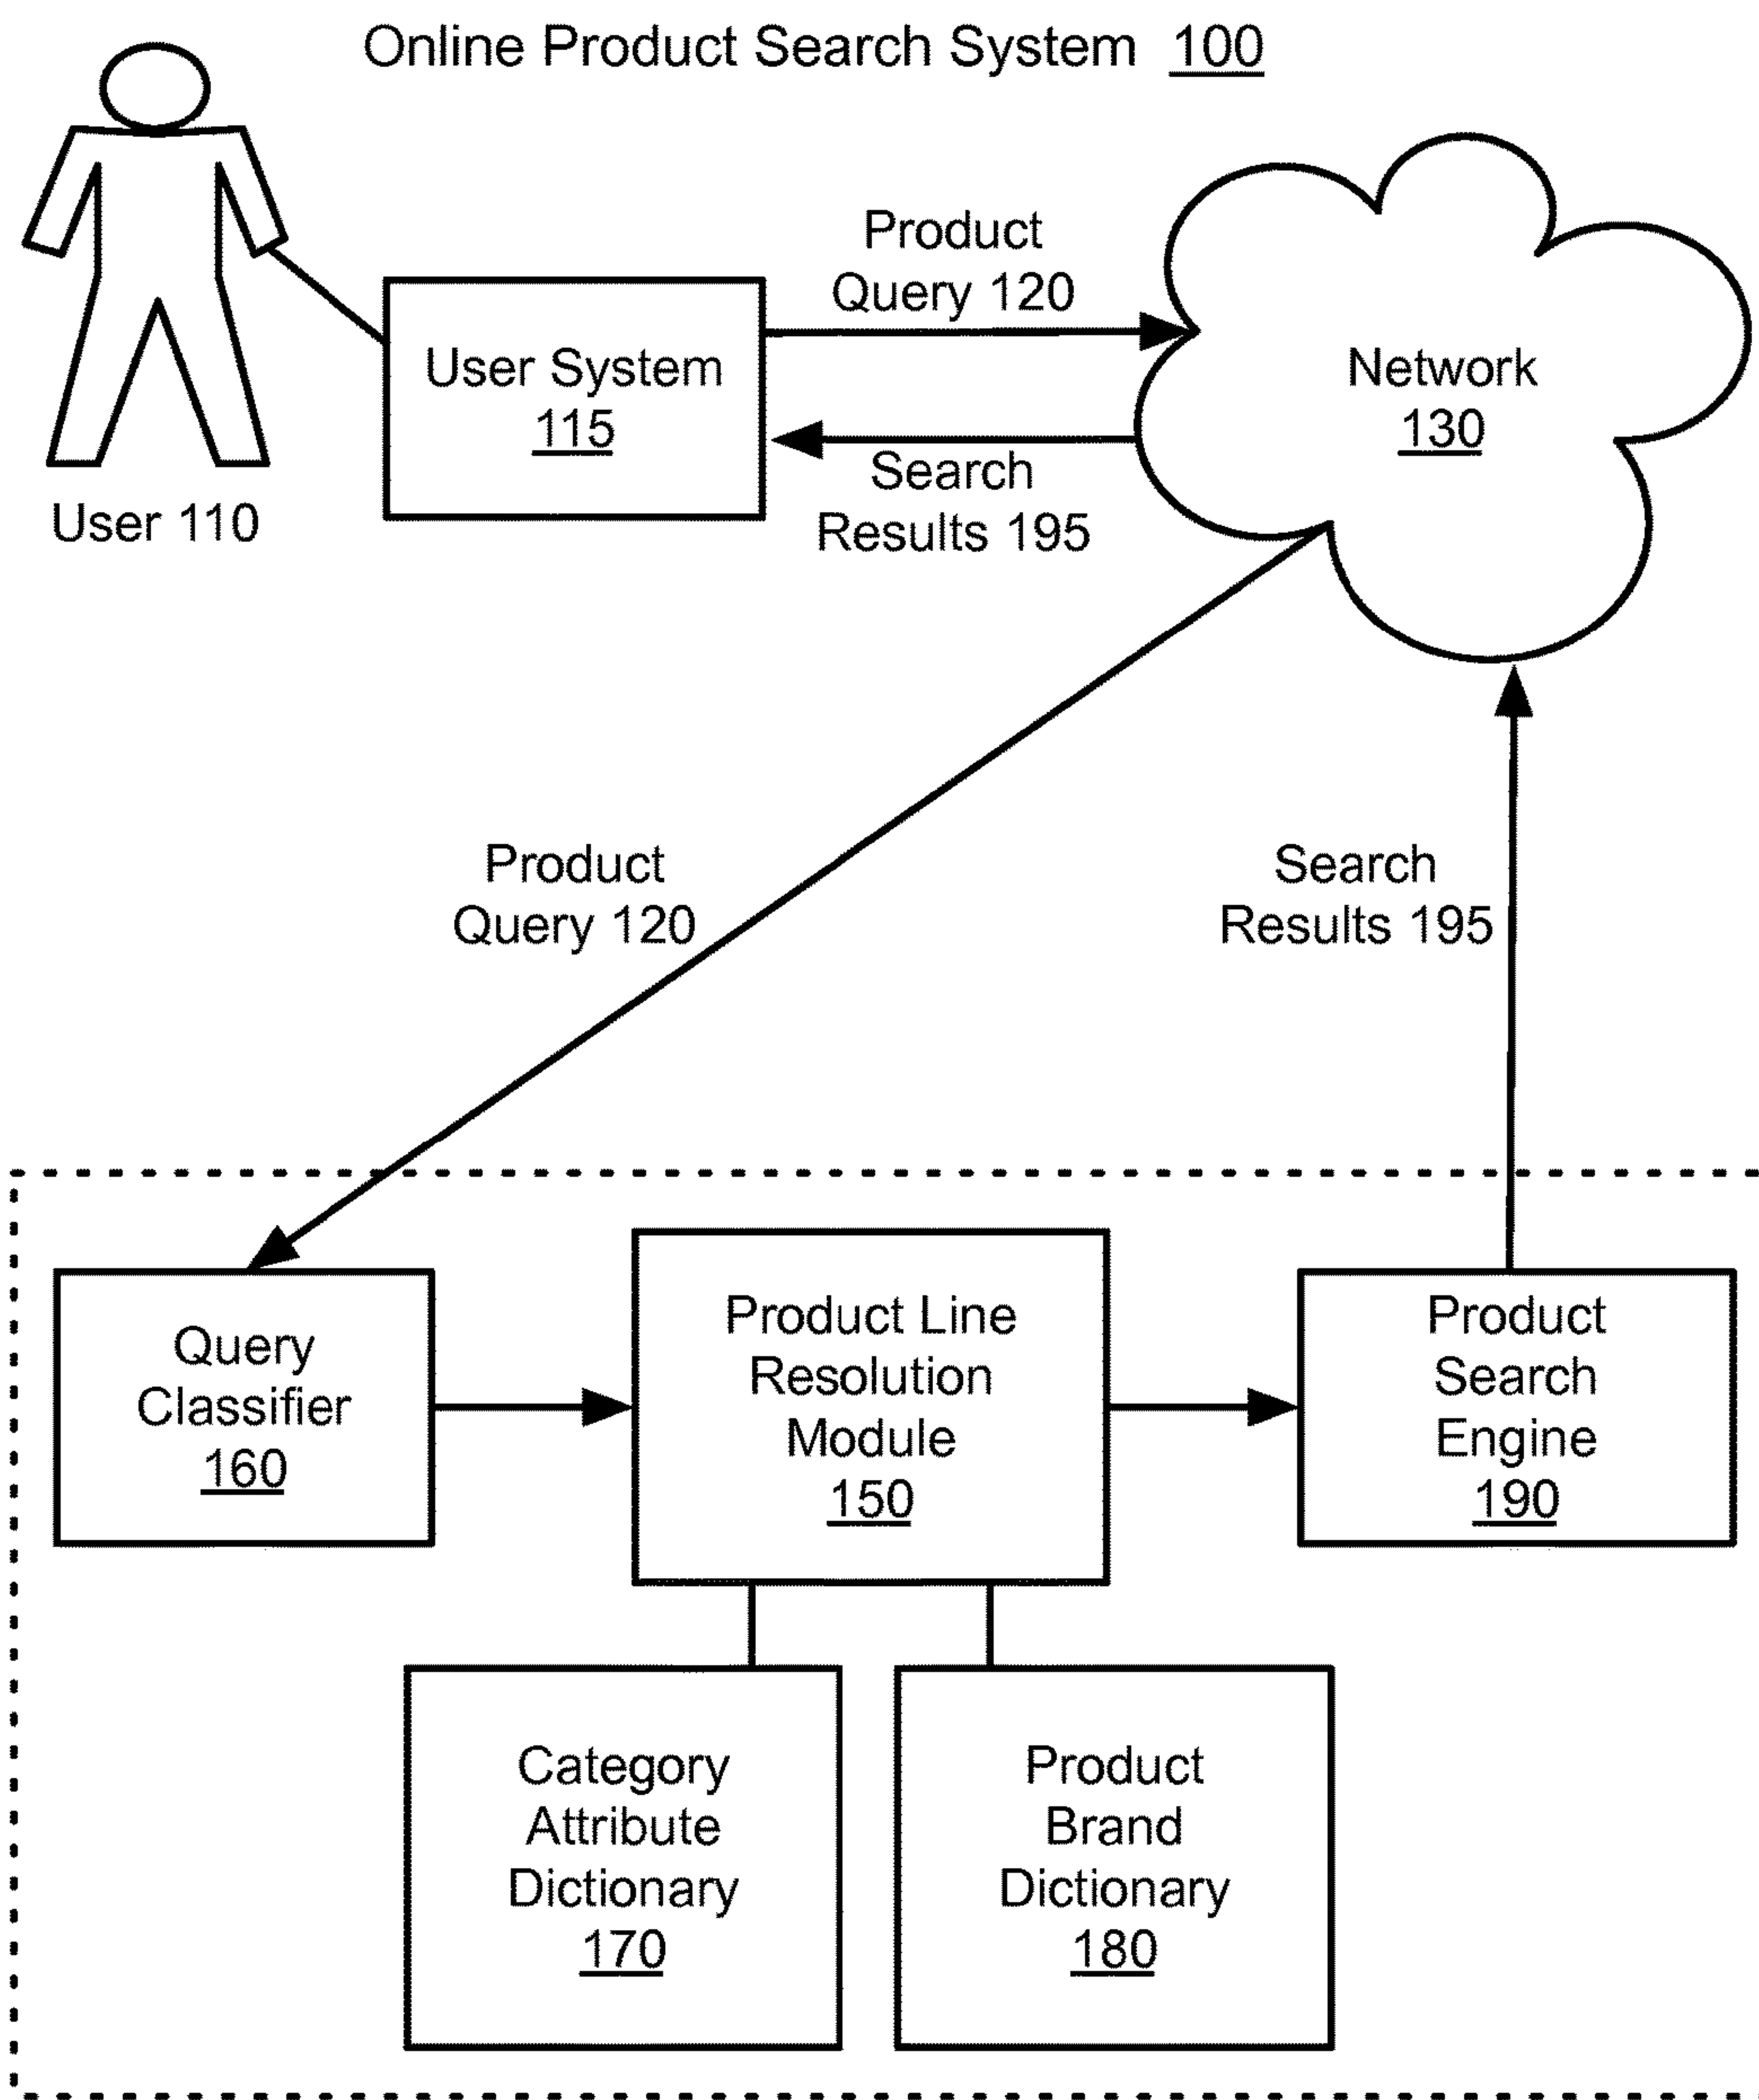 Online Product Search System 100
Product
Query 120
User System
115
Network
130
Search
Results 195
User 110
Product
Query 120
Search
Results 195
Query
Classifier
160
Product Line
Resolution
Module
150
Product
Search
Engine
190
Category
Attribute
Dictionary
170
Product
Brand
Dictionary
180